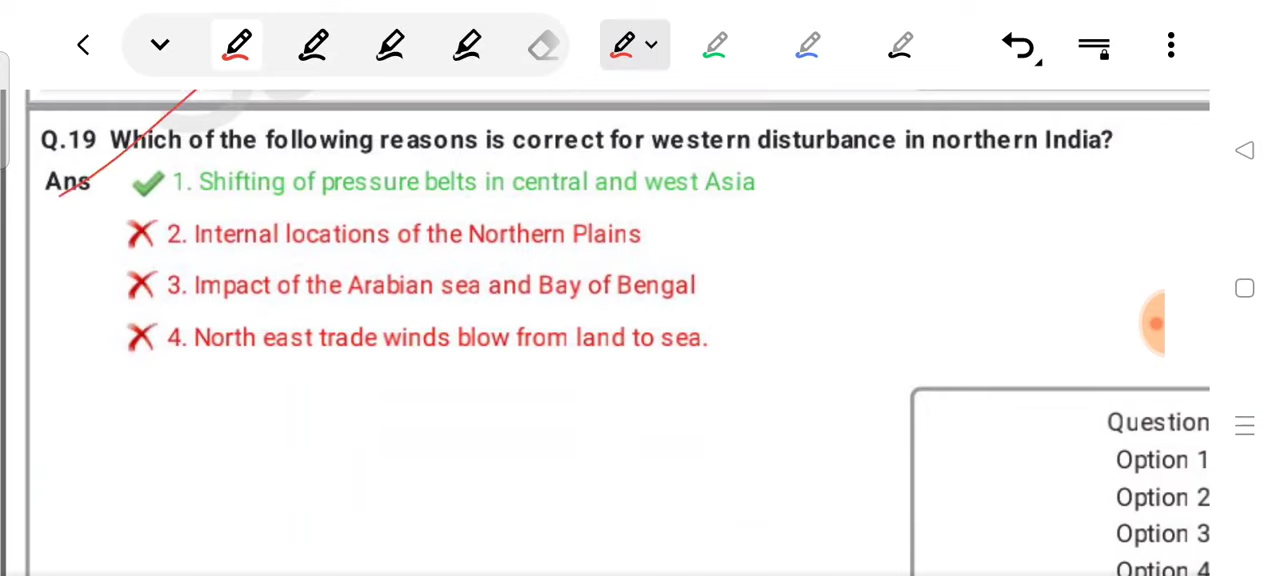 Q.19 Which of the following reasons is correct for western disturbance in northern India?
Ans 1. Shifting of pressure belts in central and west Asia
2. Internal locations of the Northern Plains
3. Impact of the Arabian sea and Bay of Bengal
4. North east trade winds blow from land to sea.
Question
Option 1
Option 2
Option 3
Option 4